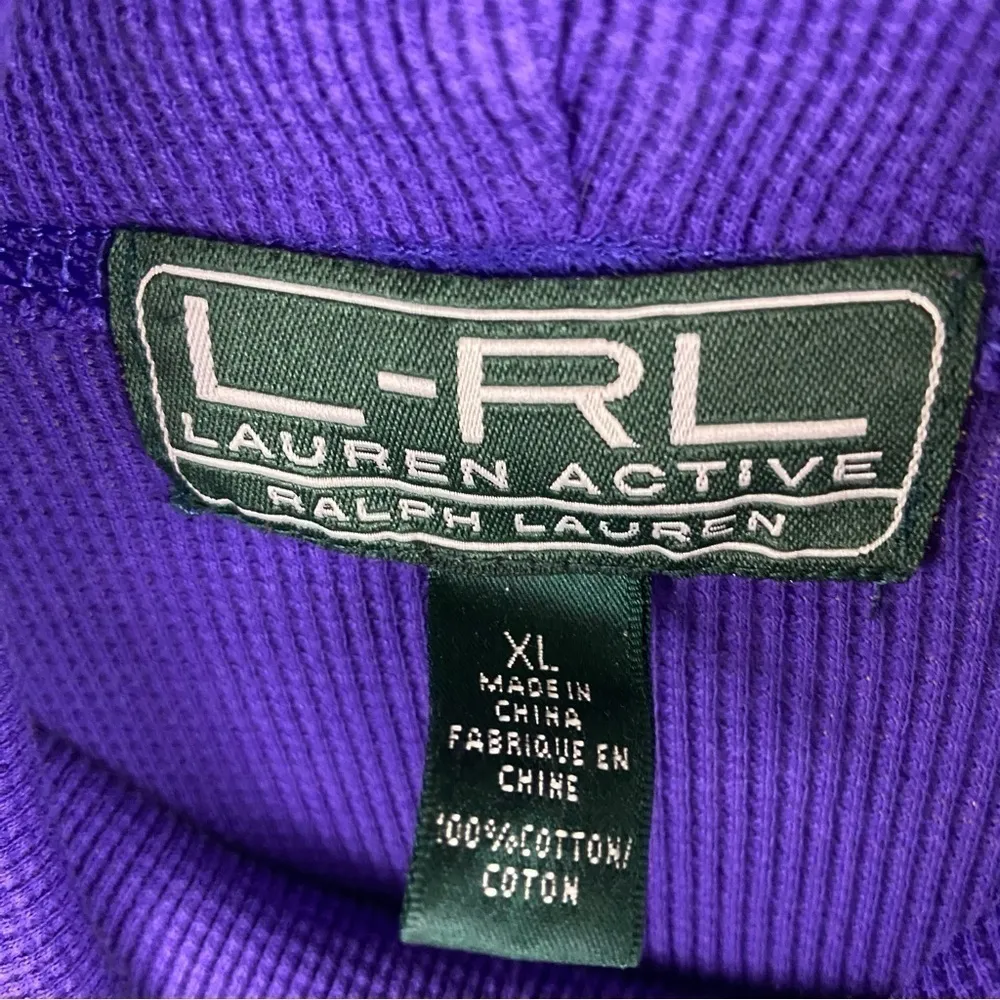 L-RL
LAUREN ACTIVE
RALPH LAUREN
XL
MADE IN
CHINA
FABRIQUE EN
CHINE
100%COTTON/
COTON